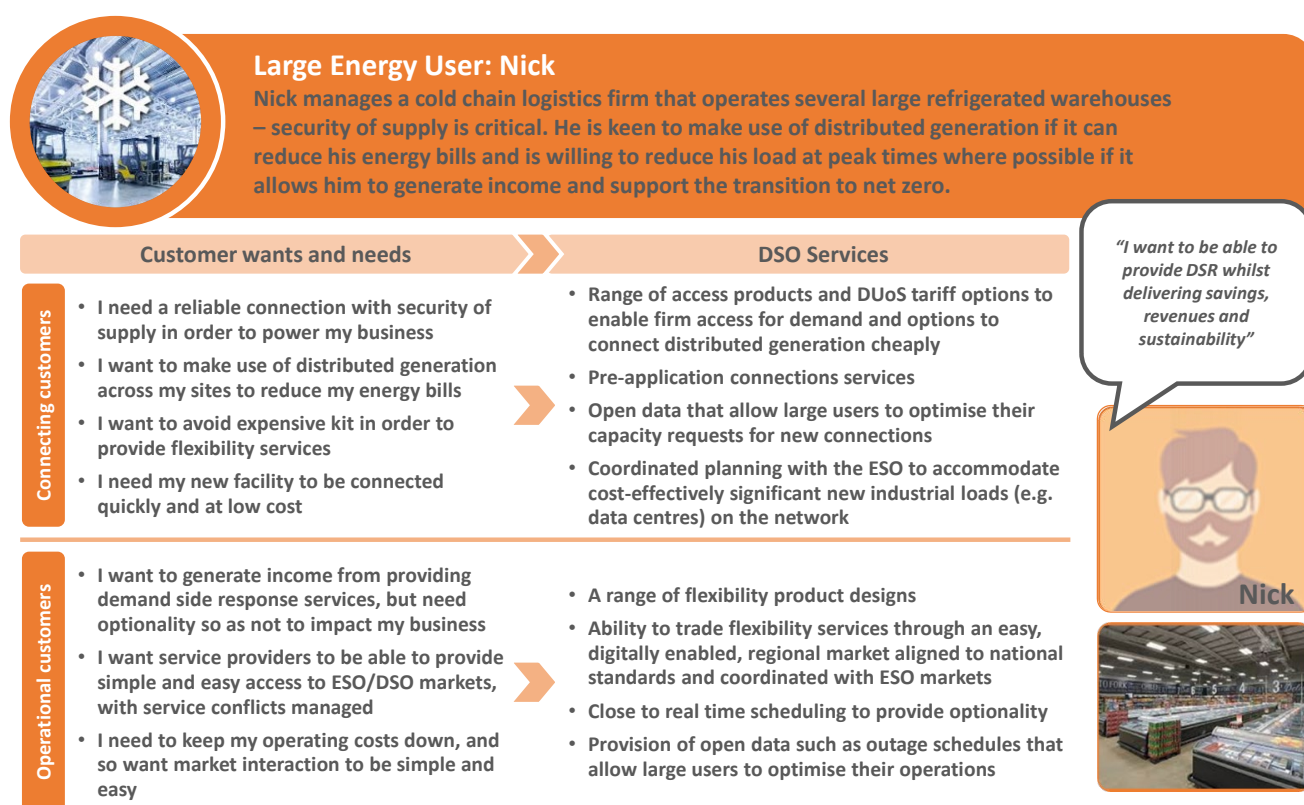 Large Energy User: Nick
Nick manages a cold chain logistics firm that operates several large refrigerated warehouses
– security of supply is critical. He is keen to make use of distributed generation if it can
reduce his energy bills and is willing to reduce his load at peak times where possible if it
allows him to generate income and support the transition to net zero.
Customer wants and needs
DSO Services
"I want to be able to
provide DSR whilst
delivering savings,
revenues and
sustainability"
Connecting customers
• I need a reliable connection with security of
supply in order to power my business
• I want to make use of distributed generation
across my sites to reduce my energy bills
• I want to avoid expensive kit in order to
provide flexibility services
• I need my new facility to be connected
quickly and at low cost
• Range of access products and DUoS tariff options to
enable firm access for demand and options to
connect distributed generation cheaply
• Pre-application connections services
• Open data that allow large users to optimise their
capacity requests for new connections
• Coordinated planning with the ESO to accommodate
cost-effectively significant new industrial loads (e.g.
data centres) on the network
Nick
Operational customers
• I want to generate income from providing
demand side response services, but need
optionality so as not to impact my business
• I want service providers to be able to provide
simple and easy access to ESO/DSO markets,
with service conflicts managed
• I need to keep my operating costs down, and
so want market interaction to be simple and
easy
• A range of flexibility product designs
• Ability to trade flexibility services through an easy,
digitally enabled, regional market aligned to national
standards and coordinated with ESO markets
• Close to real time scheduling to provide optionality
• Provision of open data such as outage schedules that
allow large users to optimise their operations